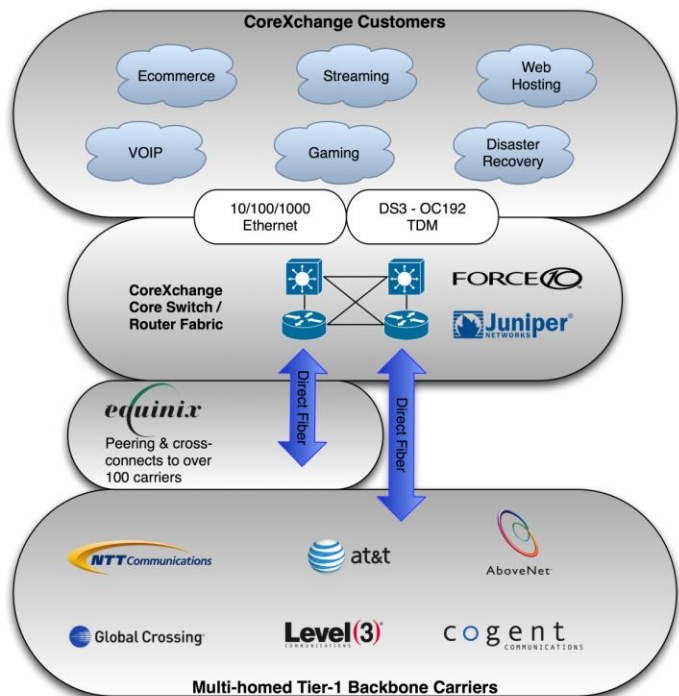 CoreXchange Customers
Ecommerce
Streaming
Web
Hosting
VOIP
Gaming
Disaster
Recovery
10/100/1000
Ethernet
DS3 - OC192
TDM
CoreXchange
Core Switch /
Router Fabric
FORCE10™
Juniper®
NETWORKS
Direct Fiber
Direct Fiber
equinix
Peering & cross-
connects to over
100 carriers
NTT Communications
at&t
AboveNet
Global Crossing
Level(3)®
COMMUNICATIONS
cogent
COMMUNICATIONS
Multi-homed Tier-1 Backbone Carriers